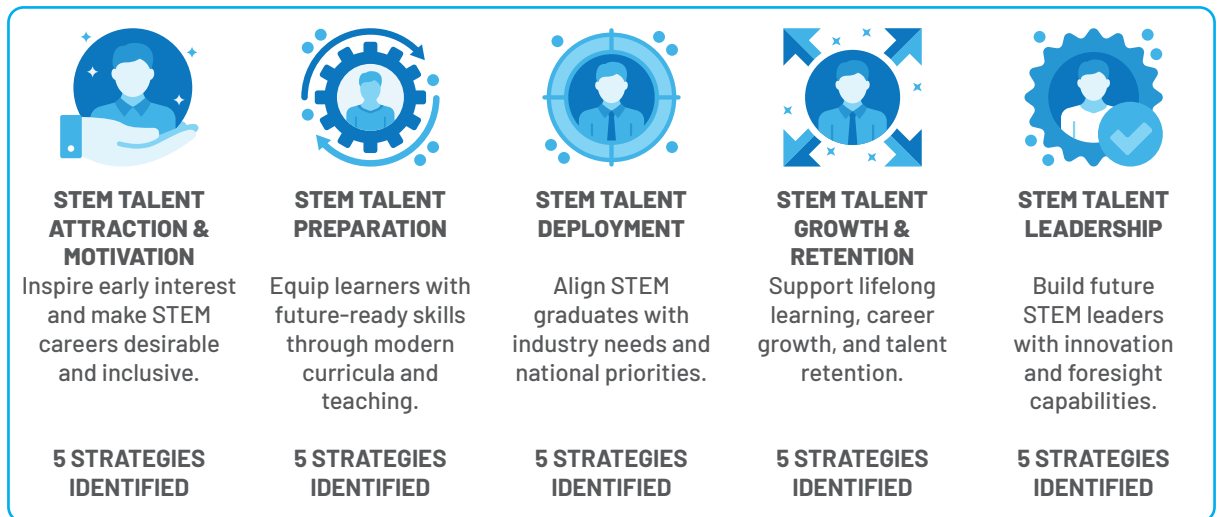 STEM TALENT
ATTRACTION &
MOTIVATION
Inspire early interest
and make STEM
careers desirable
and inclusive.
5 STRATEGIES
IDENTIFIED
STEM TALENT
PREPARATION
Equip learners with
future-ready skills
through modern
curricula and
teaching.
5 STRATEGIES
IDENTIFIED
STEM TALENT
DEPLOYMENT
Align STEM
graduates with
industry needs and
national priorities.
5 STRATEGIES
IDENTIFIED
STEM TALENT
GROWTH &
RETENTION
Support lifelong
learning, career
growth, and talent
retention.
5 STRATEGIES
IDENTIFIED
STEM TALENT
LEADERSHIP
Build future
STEM leaders
with innovation
and foresight
capabilities.
5 STRATEGIES
IDENTIFIED